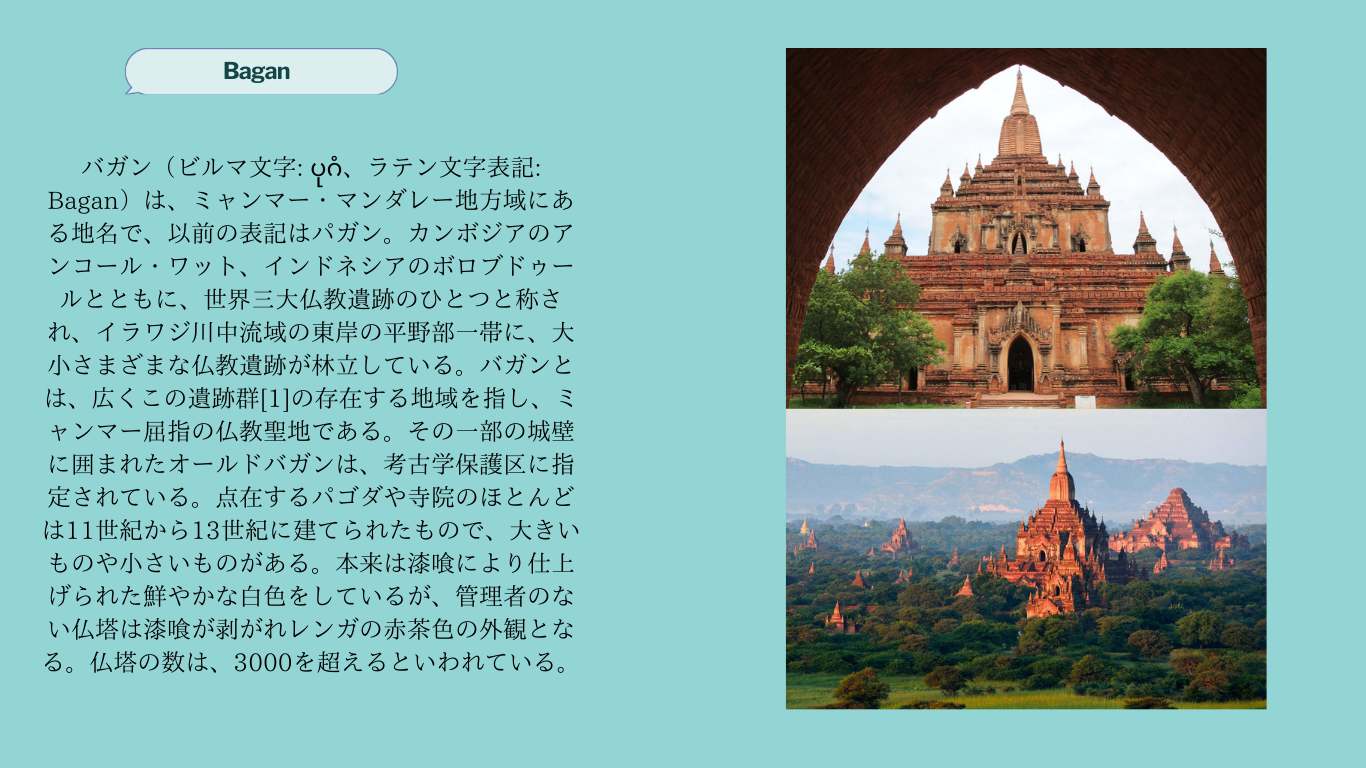 Bagan
バガン（ビルマ文字: ပုဂံ、ラテン文字表記:
Bagan）は、ミャンマー・マンダレー地方域にあ
る地名で、以前の表記はパガン。カンボジアのア
ンコール・ワット、インドネシアのボロブドゥー
ルとともに、世界三大仏教遺跡のひとつと称さ
れ、イラワジ川中流域の東岸の平野部一帯に、大
小さまざまな仏教遺跡が林立している。バガンと
は、広くこの遺跡群[1]の存在する地域を指し、ミ
ャンマー屈指の仏教聖地である。その一部の城壁
に囲まれたオールドバガンは、考古学保護区に指
定されている。点在するパゴダや寺院のほとんど
は11世紀から13世紀に建てられたもので、大きい
ものや小さいものがある。本来は漆喰により仕上
げられた鮮やかな白色をしているが、管理者のな
い仏塔は漆喰が剥がれレンガの赤茶色の外観とな
る。仏塔の数は、3000を超えるといわれている。